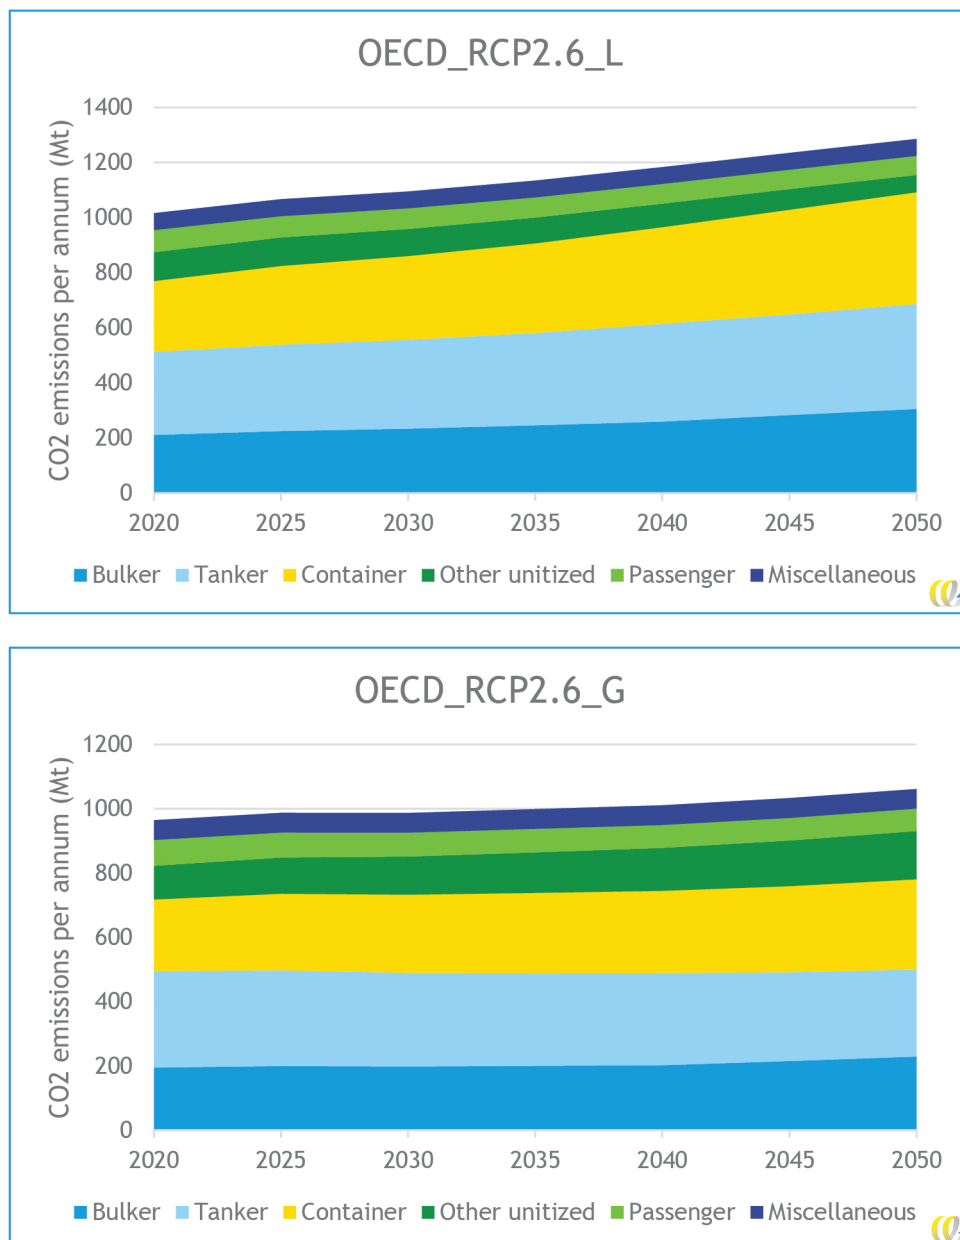 OECD_RCP2.6_L
CO2 emissions per annum (Mt)
1400
1200
1000
800
600
400
200
0
2020 2025 2030 2035 2040 2045 2050
Bulker Tanker Container Other unitized Passenger Miscellaneous
OECD_RCP2.6_G
CO2 emissions per annum (Mt)
1200
1000
800
600
400
200
0
2020 2025 2030 2035 2040 2045 2050
Bulker Tanker Container Other unitized Passenger Miscellaneous